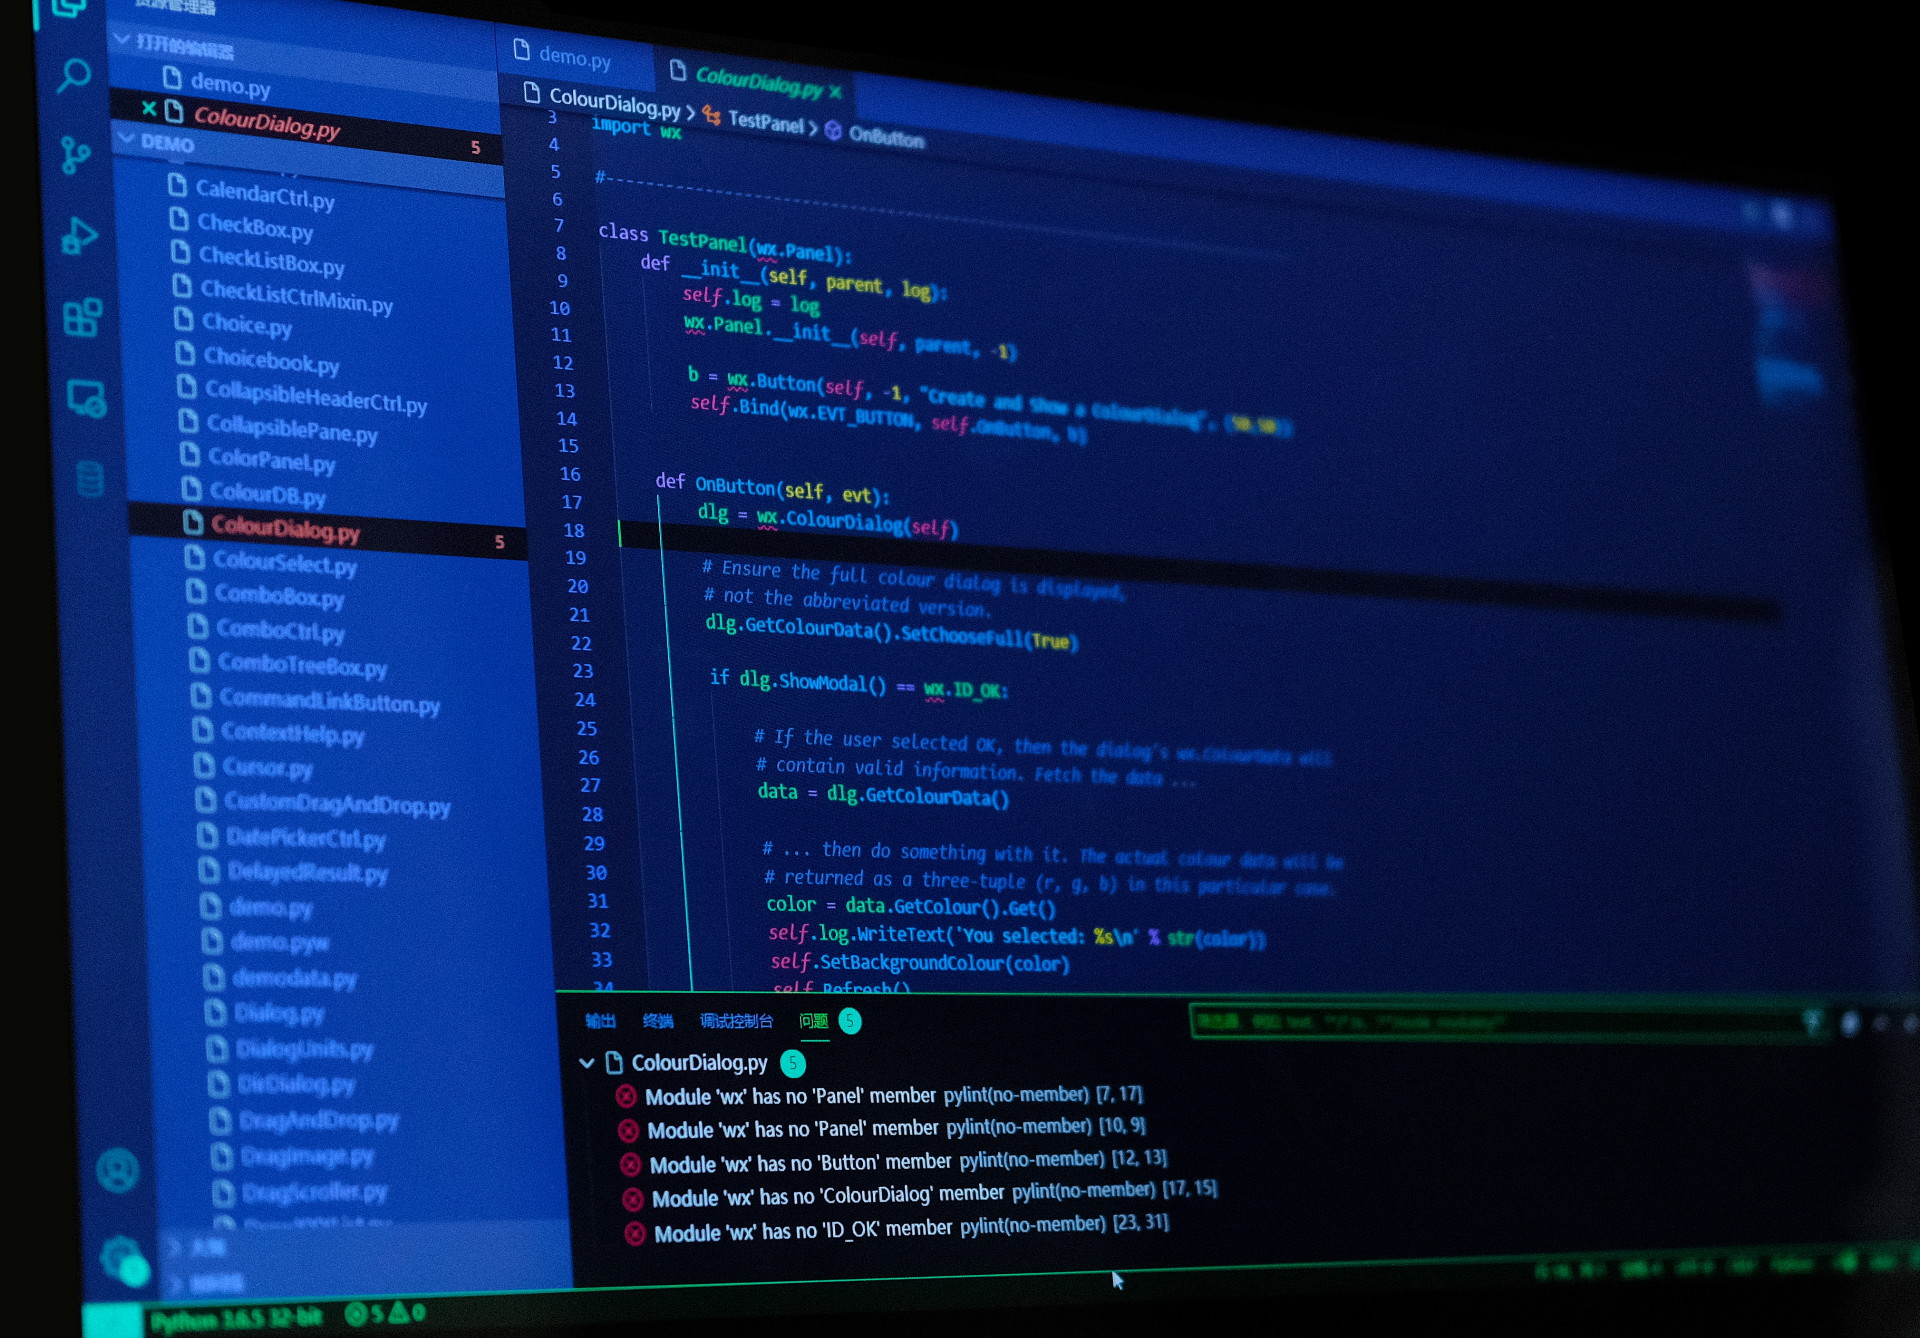 资源管理器
打开的编辑器
demo.py
ColourDialog.py 5
DEMO
CalendarCtrl.py
CheckBox.py
CheckListBox.py
CheckListCtrlMixin.py
Choice.py
Choicebook.py
CollapsibleHeaderCtrl.py
CollapsiblePane.py
ColorPanel.py
ColourDB.py
ColourDialog.py 5
ColourSelect.py
ComboBox.py
ComboCtrl.py
ComboTreeBox.py
CommandLinkButton.py
ContextHelp.py
Cursor.py
CustomDragAndDrop.py
DatePickerCtrl.py
DelayedResult.py
demo.py
demo.pyw
demodata.py
Dialog.py
DialogUnits.py
DirDialog.py
DragAndDrop.py
DragImage.py
DragScroller.py
大纲
demo.py ColourDialog.py
ColourDialog.py > TestPanel > OnButton
3 import wx
4
5 #--------------------
6
7 class TestPanel(wx.Panel):
8 def __init__(self, parent, log):
9 self.log = log
10 wx.Panel.__init__(self, parent, -1)
11
12 b = wx.Button(self, -1, "Create and Show a ColourDialog", (50,50))
13 self.Bind(wx.EVT_BUTTON, self.OnButton, b)
14
15
16 def OnButton(self, evt):
17 dlg = wx.ColourDialog(self)
18
19 # Ensure the full colour dialog is displayed,
20 # not the abbreviated version.
21 dlg.GetColourData().SetChooseFull(True)
22
23 if dlg.ShowModal() == wx.ID_OK:
24
25 # If the user selected OK, then the dialog's wx.ColourData will
26 # contain valid information. Fetch the data ...
27 data = dlg.GetColourData()
28
29 # ... then do something with it. The actual colour data will be
30 # returned as a three-tuple (r, g, b) in this particular case.
31 color = data.GetColour().Get()
32 self.log.WriteText('You selected: %s\n' % str(color))
33 self.SetBackgroundColour(color)
34 self.Refresh()
输出 终端 调试控制台 问题 5
ColourDialog.py 5
Module 'wx' has no 'Panel' member pylint(no-member) [7, 17]
Module 'wx' has no 'Panel' member pylint(no-member) [10, 9]
Module 'wx' has no 'Button' member pylint(no-member) [12, 13]
Module 'wx' has no 'ColourDialog' member pylint(no-member) [17, 15]
Module 'wx' has no 'ID_OK' member pylint(no-member) [23, 31]
Python 3.6.5 32-bit 5 0